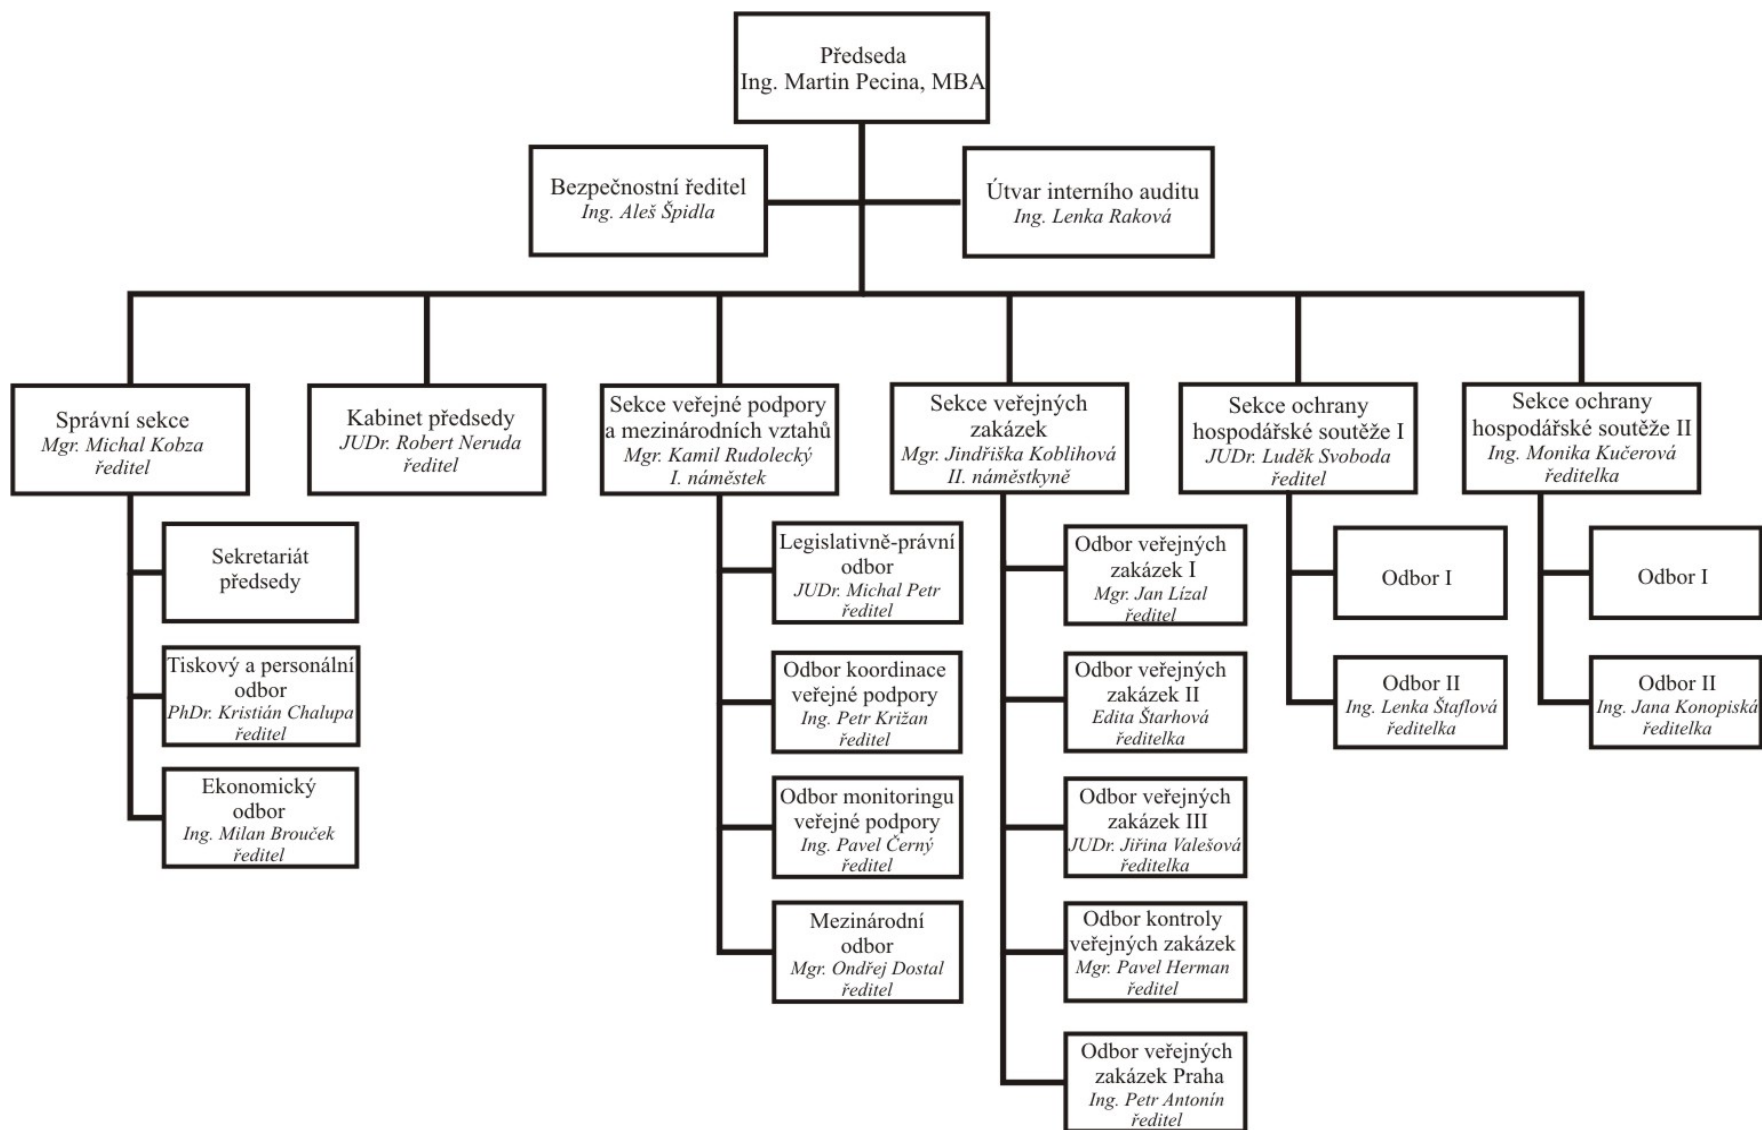 Předseda
Ing. Martin Pecina, MBA
Bezpečnostní ředitel
Ing. Aleš Špidla
Útvar interního auditu
Ing. Lenka Raková
Správní sekce
Mgr. Michal Kobza
ředitel
Kabinet předsedy
JUDr. Robert Neruda
ředitel
Sekce veřejné podpory
a mezinárodních vztahů
Mgr. Kamil Rudolecký
I. náměstek
Sekce veřejných
zakázek
Mgr. Jindřiška Koblihová
II. náměstkyně
Sekce ochrany
hospodářské soutěže I
JUDr. Luděk Svoboda
ředitel
Sekce ochrany
hospodářské soutěže II
Ing. Monika Kučerová
ředitelka
Sekretariát
předsedy
Tiskový a personální
odbor
PhDr. Kristián Chalupa
ředitel
Ekonomický
odbor
Ing. Milan Brouček
ředitel
Legislativně-právní
odbor
JUDr. Michal Petr
ředitel
Odbor koordinace
veřejné podpory
Ing. Petr Križan
ředitel
Odbor monitoringu
veřejné podpory
Ing. Pavel Černý
ředitel
Mezinárodní
odbor
Mgr. Ondřej Dostal
ředitel
Odbor veřejných
zakázek I
Mgr. Jan Lízal
ředitel
Odbor veřejných
zakázek II
Edita Štarhová
ředitelka
Odbor veřejných
zakázek III
JUDr. Jiřina Valešová
ředitelka
Odbor kontroly
veřejných zakázek
Mgr. Pavel Herman
ředitel
Odbor veřejných
zakázek Praha
Ing. Petr Antonín
ředitel
Odbor I
Odbor II
Ing. Lenka Štaflová
ředitelka
Odbor I
Odbor II
Ing. Jana Konopiská
ředitelka